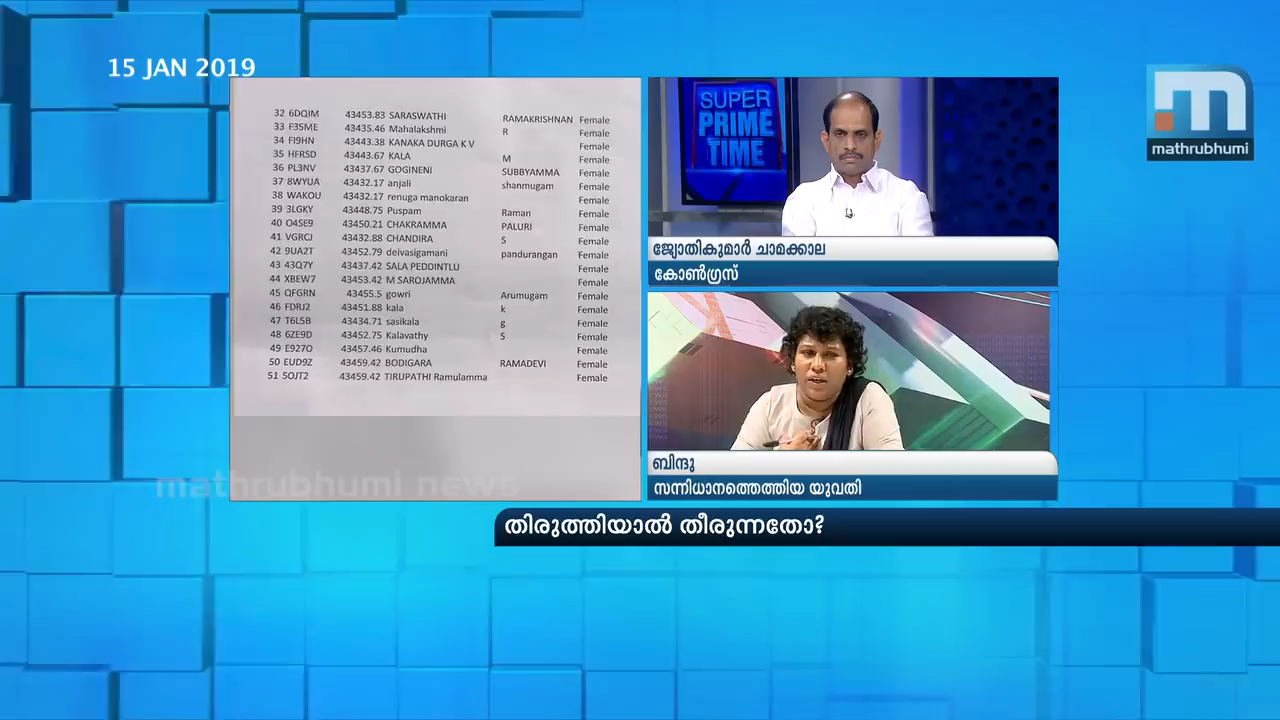 15 JAN 2019
32 6DQIM 43453.83 SARASWATHI RAMAKRISHNAN Female
33 F3SME 43435.46 Mahalakshmi R Female
34 FI9HN 43443.38 KANAKA DURGA K V Female
35 HFRSD 43443.67 KALA M Female
36 PL3NV 43437.67 GOGINENI SUBBYAMMA Female
37 8WYUA 43432.17 anjali shanmugam Female
38 WAKOU 43432.17 renuga manokaran Female
39 3LGKY 43448.75 Puspam Raman Female
40 O4SE9 43450.21 CHAKRAMMA PALURI Female
41 VGRCJ 43432.88 CHANDIRA S Female
42 9UA2T 43452.79 deivasigamani pandurangan Female
43 43Q7Y 43437.42 SALA PEDDINTLU Female
44 XBEW7 43453.42 M SAROJAMMA Female
45 QFGRN 43455.5 gowri Arumugam Female
46 FDRJ2 43451.88 kala k Female
47 T6L5B 43434.71 sasikala g Female
48 6ZE9D 43452.75 Kalavathy S Female
49 E927O 43457.46 Kumudha Female
50 EUD9Z 43459.42 BODIGARA RAMADEVI Female
51 5OJT2 43459.42 TIRUPATHI Ramulamma Female
mathrubhumi news
SUPER
PRIME
TIME
ജ്യോതികുമാർ ചാമക്കാല
കോൺഗ്രസ്
ബിന്ദു
സന്നിധാനത്തെത്തിയ യുവതി
തിരുത്തിയാൽ തീരുന്നതോ?
mathrubhumi